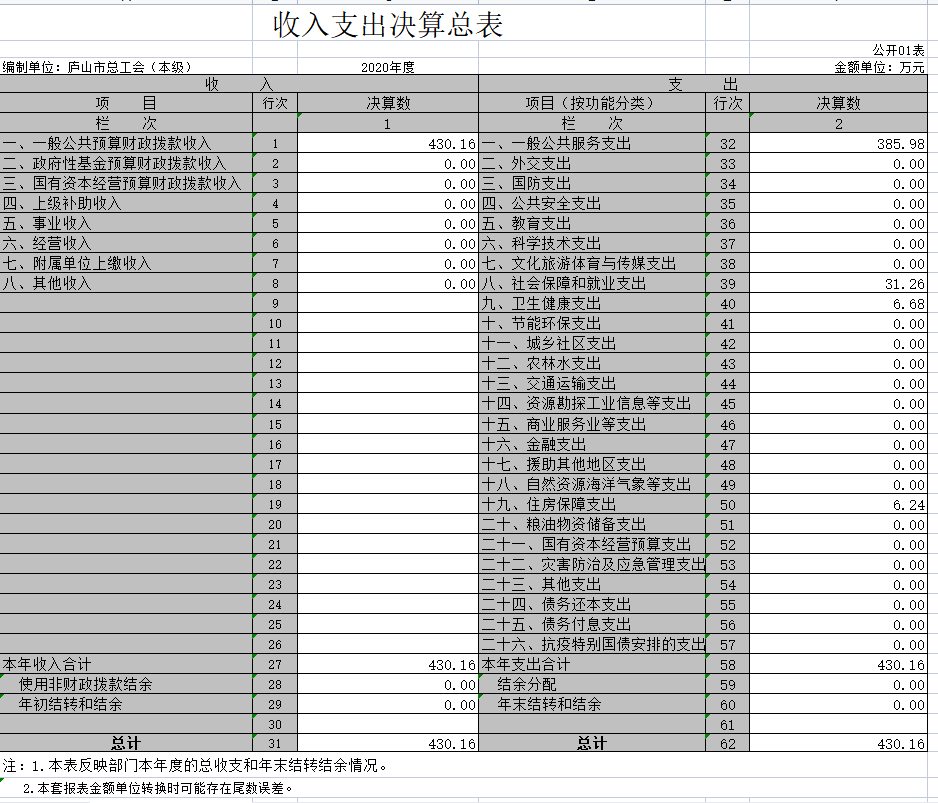 收入支出决算总表
公开01表
编制单位：庐山市总工会（本级） 2020年度 金额单位：万元
收 入 支 出
项 目 行次 决算数 项目（按功能分类） 行次 决算数
栏 次 1 栏 次 2
一、一般公共预算财政拨款收入 1 430.16 一、一般公共服务支出 32 385.98
二、政府性基金预算财政拨款收入 2 0.00 二、外交支出 33 0.00
三、国有资本经营预算财政拨款收入 3 0.00 三、国防支出 34 0.00
四、上级补助收入 4 0.00 四、公共安全支出 35 0.00
五、事业收入 5 0.00 五、教育支出 36 0.00
六、经营收入 6 0.00 六、科学技术支出 37 0.00
七、附属单位上缴收入 7 0.00 七、文化旅游体育与传媒支出 38 0.00
八、其他收入 8 0.00 八、社会保障和就业支出 39 31.26
9 九、卫生健康支出 40 6.68
10 十、节能环保支出 41 0.00
11 十一、城乡社区支出 42 0.00
12 十二、农林水支出 43 0.00
13 十三、交通运输支出 44 0.00
14 十四、资源勘探工业信息等支出 45 0.00
15 十五、商业服务业等支出 46 0.00
16 十六、金融支出 47 0.00
17 十七、援助其他地区支出 48 0.00
18 十八、自然资源海洋气象等支出 49 0.00
19 十九、住房保障支出 50 6.24
20 二十、粮油物资储备支出 51 0.00
21 二十一、国有资本经营预算支出 52 0.00
22 二十二、灾害防治及应急管理支出 53 0.00
23 二十三、其他支出 54 0.00
24 二十四、债务还本支出 55 0.00
25 二十五、债务付息支出 56 0.00
26 二十六、抗疫特别国债安排的支出 57 0.00
本年收入合计 27 430.16 本年支出合计 58 430.16
使用非财政拨款结余 28 0.00 结余分配 59 0.00
年初结转和结余 29 0.00 年末结转和结余 60 0.00
30 61
总计 31 430.16 总计 62 430.16
注：1.本表反映部门本年度的总收支和年末结转结余情况。
2.本套报表金额单位转换时可能存在尾数误差。